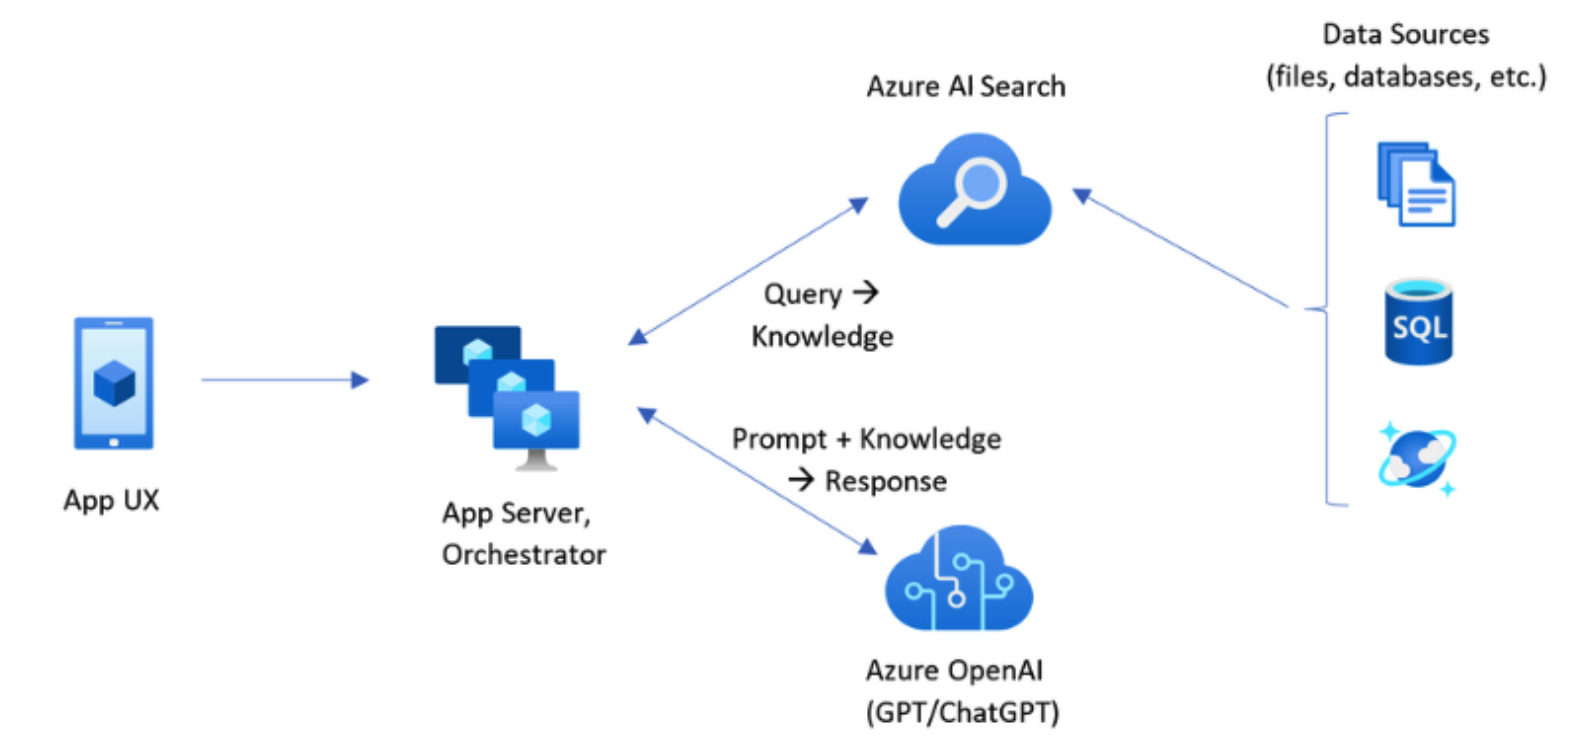 Data Sources
(files, databases, etc.)
Azure AI Search
SQL
Query →
Knowledge
Prompt + Knowledge
→ Response
App UX
App Server,
Orchestrator
Azure OpenAI
(GPT/ChatGPT)